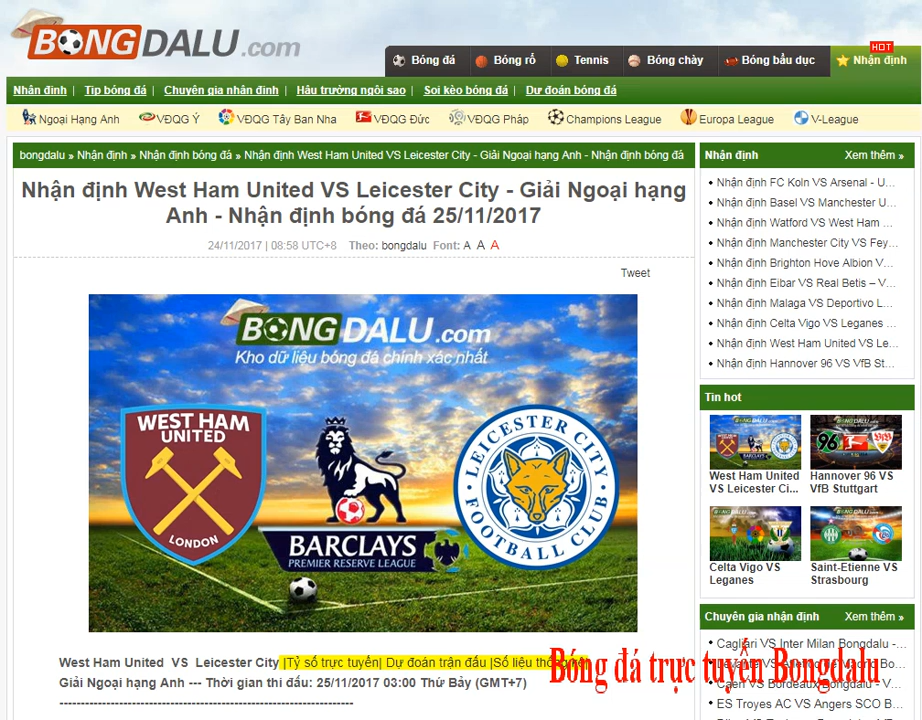 BONGDALU.com
HOT
Bóng đá Bóng rổ Tennis Bóng chày Bóng bầu dục Nhận định
Nhận định | Tip bóng đá | Chuyên gia nhận định | Hậu trường ngôi sao | Soi kèo bóng đá | Dự đoán bóng đá
Ngoại Hạng Anh VĐQG Ý VĐQG Tây Ban Nha VĐQG Đức VĐQG Pháp Champions League Europa League V-League
bongdalu » Nhận định » Nhận định bóng đá » Nhận định West Ham United VS Leicester City - Giải Ngoại hạng Anh - Nhận định bóng đá
Nhận định West Ham United VS Leicester City - Giải Ngoại hạng
Anh - Nhận định bóng đá 25/11/2017
24/11/2017 | 08:58 UTC+8 Theo: bongdalu Font: A A A
Tweet
BONGDALU.com
Kho dữ liệu bóng đá chính xác nhất
WEST HAM
UNITED
LONDON
LEICESTER CITY
FOOTBALL CLUB
BARCLAYS
PREMIER RESERVE LEAGUE
West Ham United VS Leicester City |Tỷ số trực tuyến| Dự đoán trận đấu |Số liệu
Giải Ngoại hạng Anh --- Thời gian thi đấu: 25/11/2017 03:00 Thứ Bảy (GMT+7)
Bóng đá trực tuyến Bongdalu
Nhận định Xem thêm »
Nhận định FC Koln VS Arsenal - U...
Nhận định Basel VS Manchester U...
Nhận định Watford VS West Ham ...
Nhận định Manchester City VS Fey...
Nhận định Brighton Hove Albion V...
Nhận định Eibar VS Real Betis – V...
Nhận định Malaga VS Deportivo L...
Nhận định Celta Vigo VS Leganes ...
Nhận định West Ham United VS Le...
Nhận định Hannover 96 VS VfB St...
Tin hot
West Ham United
VS Leicester Ci...
Hannover 96 VS
VfB Stuttgart
Celta Vigo VS
Leganes
Saint-Etienne VS
Strasbourg
Chuyên gia nhận định Xem thêm »
Cagliari VS Inter Milan Bongdalu -...
Levante VS Bo...
Caen VS Bordeaux Bongdalu - V...
ES Troyes AC VS Angers SCO B...